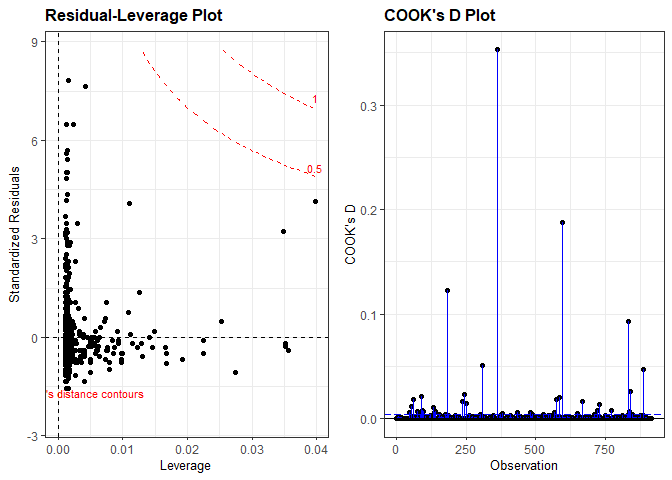 Residual-Leverage Plot
9
6
3
0
-3
Standardized Residuals
1
0.5
's distance contours
0.00
0.01
0.02
0.03
0.04
Leverage
COOK's D Plot
0.3
0.2
0.1
0.0
COOK's D
0
250
500
750
Observation